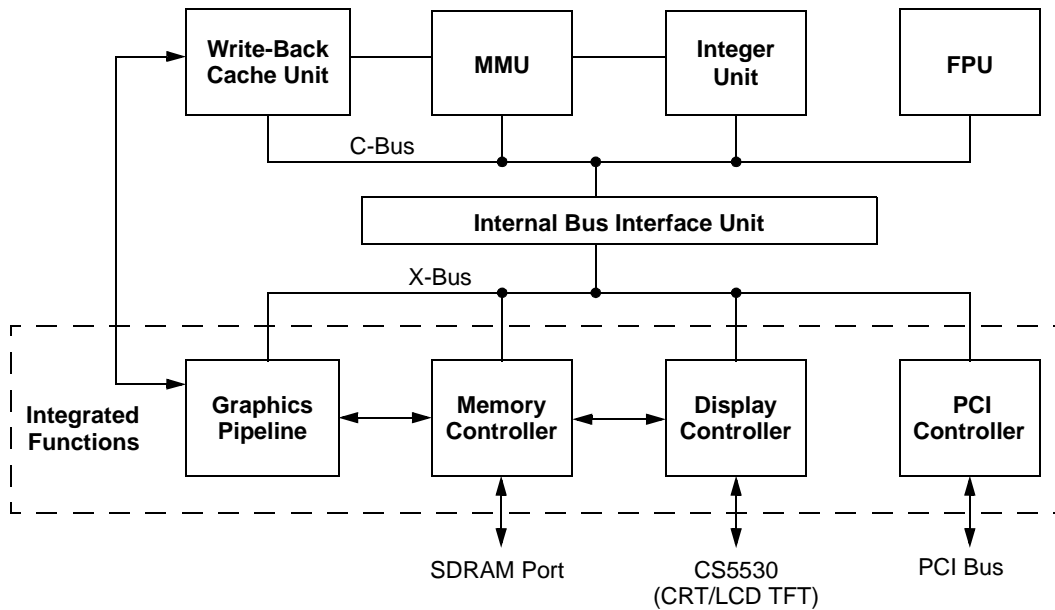 Write-Back
Cache Unit
MMU
Integer
Unit
FPU
C-Bus
Internal Bus Interface Unit
X-Bus
Integrated
Functions
Graphics
Pipeline
Memory
Controller
Display
Controller
PCI
Controller
SDRAM Port
CS5530
(CRT/LCD TFT)
PCI Bus